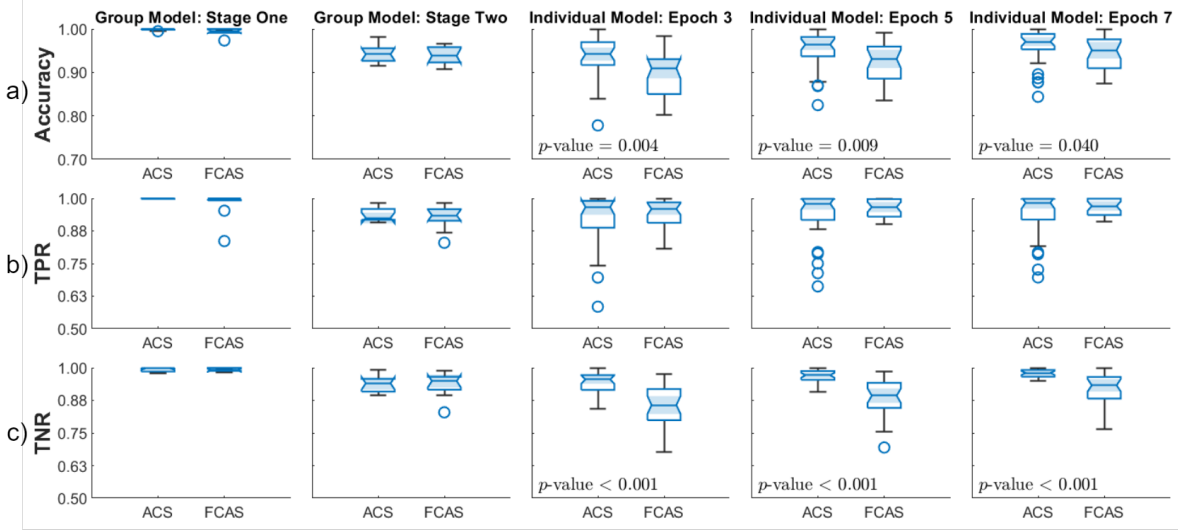 Group Model: Stage One Group Model: Stage Two Individual Model: Epoch 3 Individual Model: Epoch 5 Individual Model: Epoch 7
a) Accuracy
1.00
0.90
0.80
0.70
p-value = 0.004 p-value = 0.009 p-value = 0.040
ACS FCAS ACS FCAS ACS FCAS ACS FCAS ACS FCAS
b) TPR
1.00
0.88
0.75
0.63
0.50
ACS FCAS ACS FCAS ACS FCAS ACS FCAS ACS FCAS
c) TNR
1.00
0.88
0.75
0.63
0.50
p-value < 0.001 p-value < 0.001 p-value < 0.001
ACS FCAS ACS FCAS ACS FCAS ACS FCAS ACS FCAS